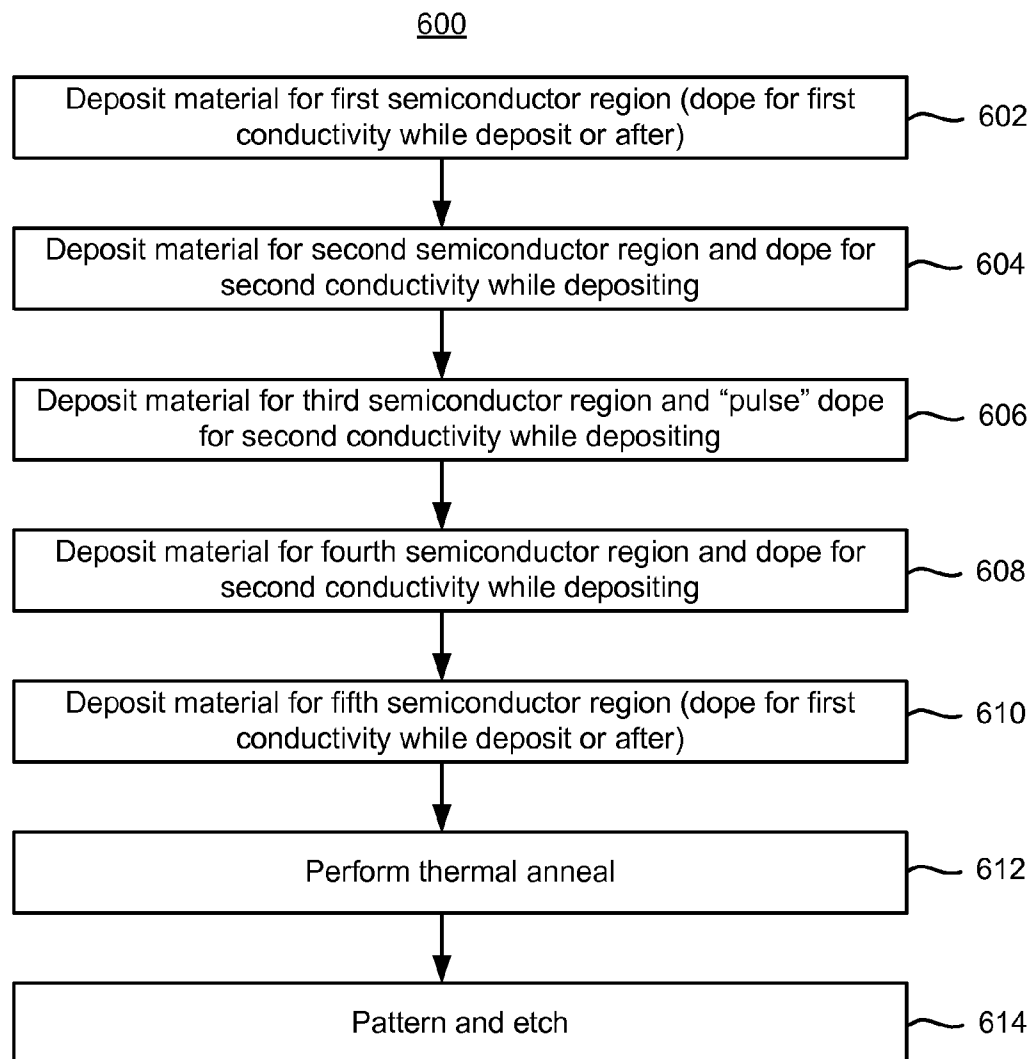 600
Deposit material for first semiconductor region (dope for first
conductivity while deposit or after)
602
Deposit material for second semiconductor region and dope for
second conductivity while depositing
604
Deposit material for third semiconductor region and “pulse” dope
for second conductivity while depositing
606
Deposit material for fourth semiconductor region and dope for
second conductivity while depositing
608
Deposit material for fifth semiconductor region (dope for first
conductivity while deposit or after)
610
Perform thermal anneal
612
Pattern and etch
614